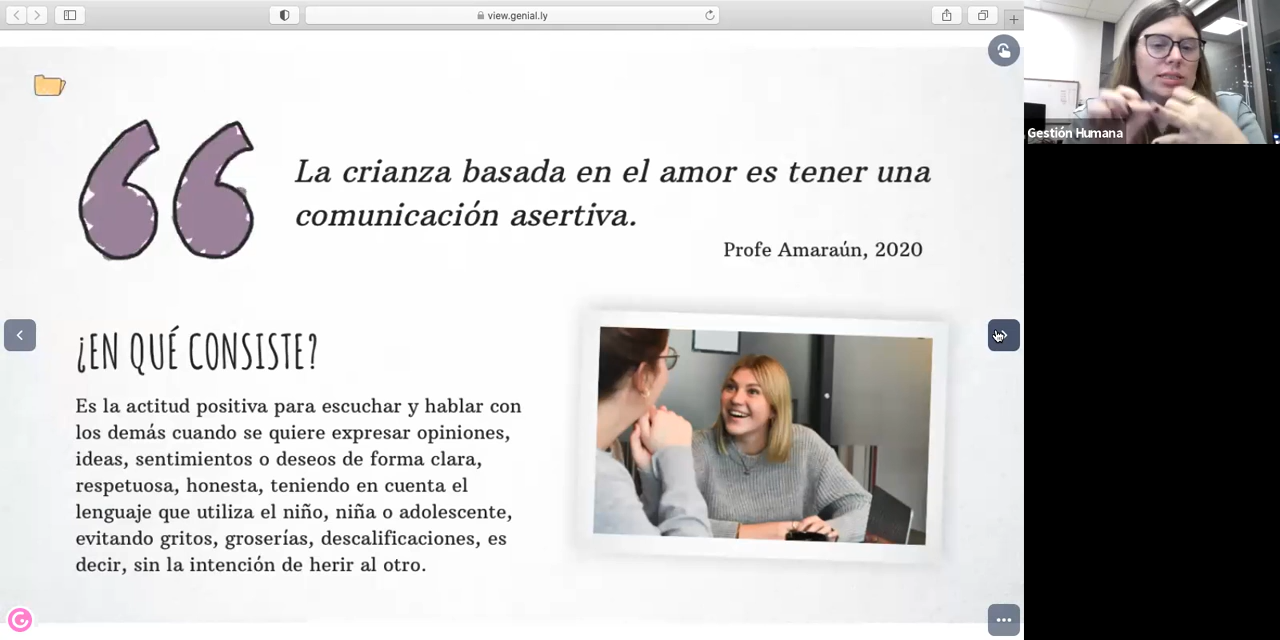 view.genial.ly
Gestión Humana
La crianza basada en el amor es tener una
comunicación asertiva.
Profe Amaraún, 2020
¿EN QUÉ CONSISTE?
Es la actitud positiva para escuchar y hablar con
los demás cuando se quiere expresar opiniones,
ideas, sentimientos o deseos de forma clara,
respetuosa, honesta, teniendo en cuenta el
lenguaje que utiliza el niño, niña o adolescente,
evitando gritos, groserías, descalificaciones, es
decir, sin la intención de herir al otro.